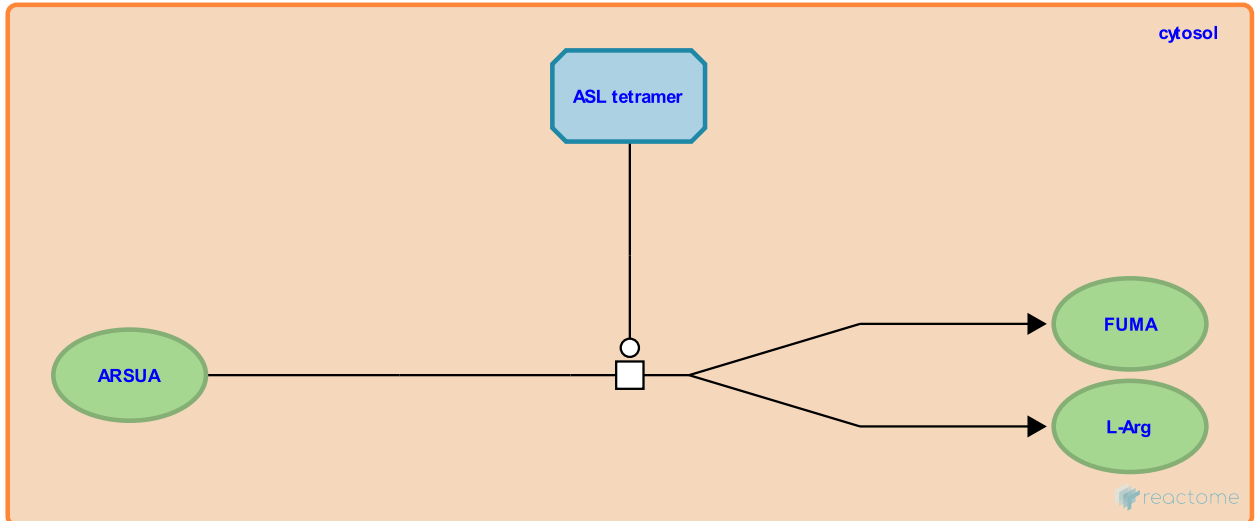 cytosol
ASL tetramer
FUMA
ARSUA
L-Arg
reactome